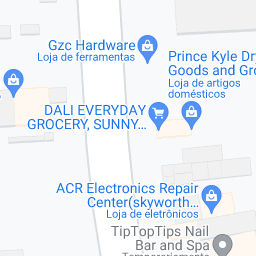 Gzc Hardware
Loja de ferramentas
Prince Kyle Dr
Goods and Gro
Loja de artigos
domésticos
DALI EVERYDAY
GROCERY, SUNNY...
ACR Electronics Repair
Center(skyworth...
Loja de eletrônicos
TipTopTips Nail
Bar and Spa
Temporariamente